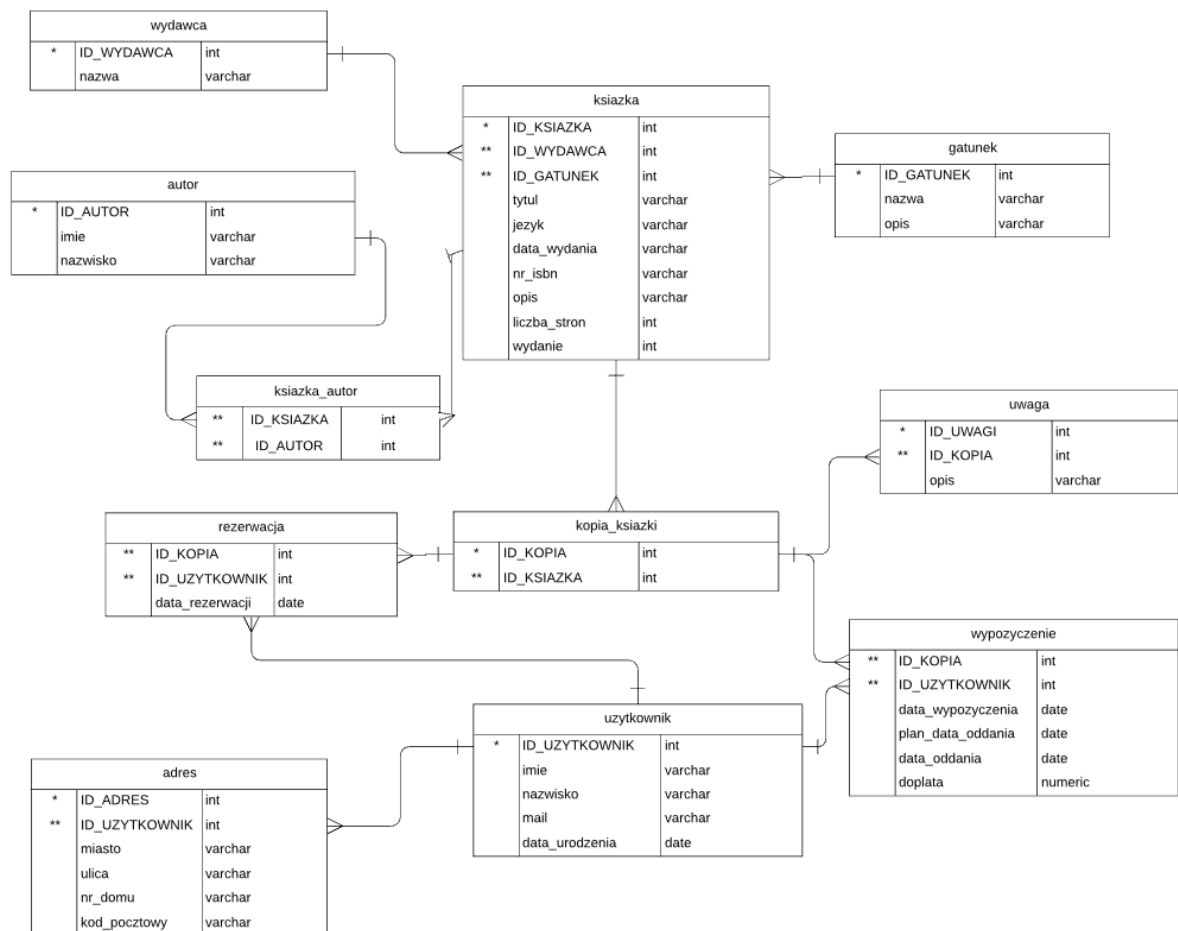 wydawca
* ID_WYDAWCA int
nazwa varchar
ksiazka
* ID_KSIAZKA int
** ID_WYDAWCA int
** ID_GATUNEK int
tytul varchar
jezyk varchar
data_wydania varchar
nr_isbn varchar
opis varchar
liczba_stron int
wydanie int
gatunek
* ID_GATUNEK int
nazwa varchar
opis varchar
autor
* ID_AUTOR int
imie varchar
nazwisko varchar
ksiazka_autor
** ID_KSIAZKA int
** ID_AUTOR int
uwaga
* ID_UWAGI int
** ID_KOPIA int
opis varchar
rezerwacja
** ID_KOPIA int
** ID_UZYTKOWNIK int
data_rezerwacji date
kopia_ksiazki
* ID_KOPIA int
** ID_KSIAZKA int
wypozyczenie
** ID_KOPIA int
** ID_UZYTKOWNIK int
data_wypozyczenia date
plan_data_oddania date
data_oddania date
doplata numeric
uzytkownik
* ID_UZYTKOWNIK int
imie varchar
nazwisko varchar
mail varchar
data_urodzenia date
adres
* ID_ADRES int
** ID_UZYTKOWNIK int
miasto varchar
ulica varchar
nr_domu varchar
kod_pocztowy varchar